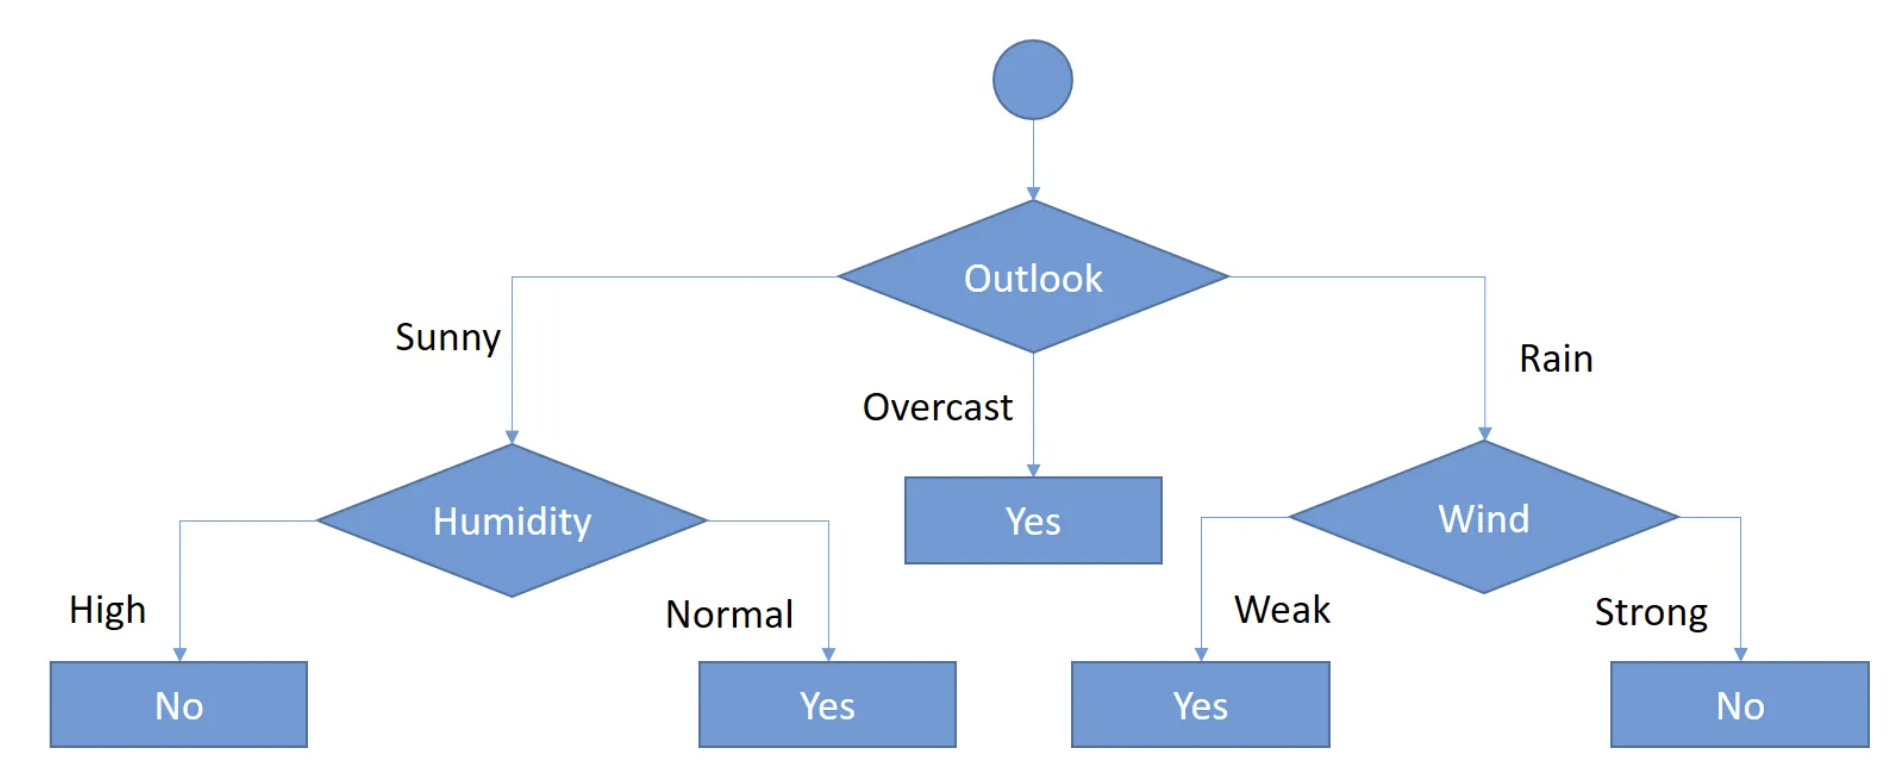 Outlook
Sunny
Rain
Overcast
Humidity
Yes
Wind
High
Normal
Weak
Strong
No
Yes
Yes
No